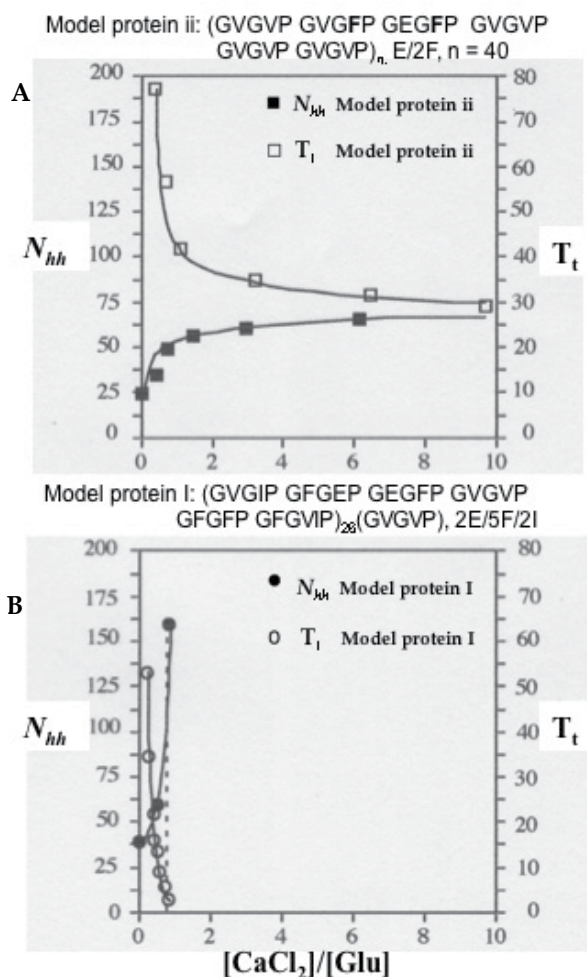 Model protein ii: (GVGVP GVGFP GEGFP GVGVP
GVGVP GVGVP)n, E/2F, n = 40
A
200
175
150
125
100
75
50
25
0
Nhh
80
70
60
50
40
30
20
10
0
Tt
■ Nhh Model protein ii
□ Tt Model protein ii
0 2 4 6 8 10
Model protein I: (GVGIP GFGEP GEGFP GVGVP
GFGFP GFGVIP)26(GVGVP), 2E/5F/2I
B
200
175
150
125
100
75
50
25
0
Nhh
80
70
60
50
40
30
20
10
0
Tt
● Nhh Model protein I
○ Tt Model protein I
0 2 4 6 8 10
[CaCl2]/[Glu]